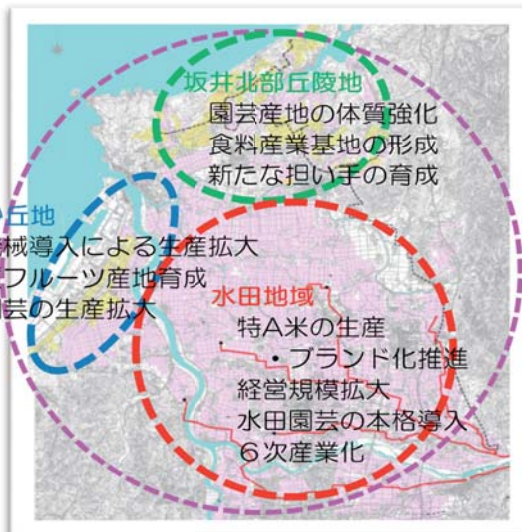 坂井北部丘陵地
園芸産地の体質強化
食料産業基地の形成
新たな担い手の育成
丘地
械導入による生産拡大
フルーツ産地育成
園芸の生産拡大
水田地域
特A米の生産
・ブランド化推進
経営規模拡大
水田園芸の本格導入
6次産業化